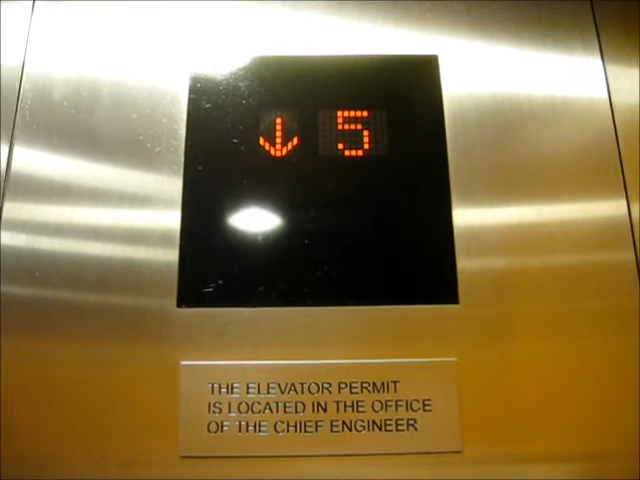 ↓ 5
THE ELEVATOR PERMIT
IS LOCATED IN THE OFFICE
OF THE CHIEF ENGINEER